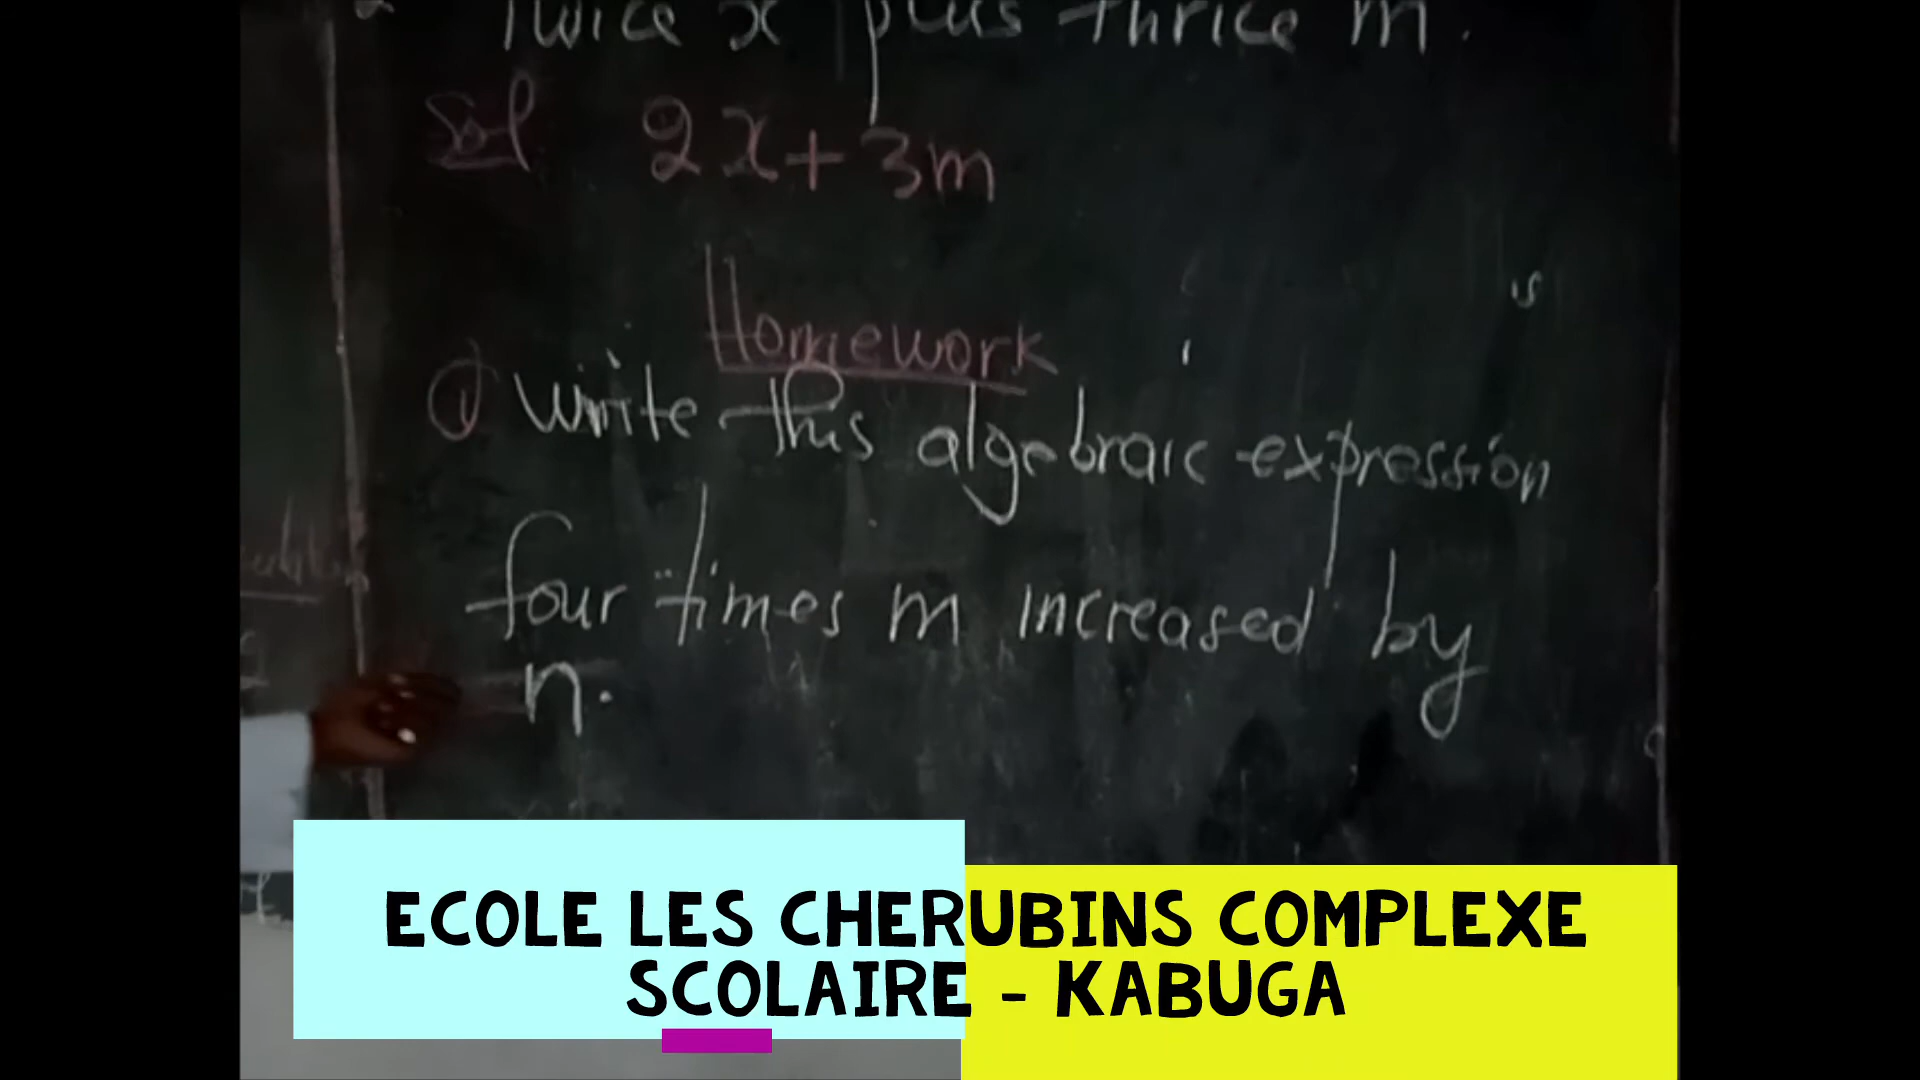 Twice x plus thrice m.
Sol 2x+3m
Homework
① Write this algebraic expression
four times m increased by
n.
ECOLE LES CHERUBINS COMPLEXE
SCOLAIRE - KABUGA